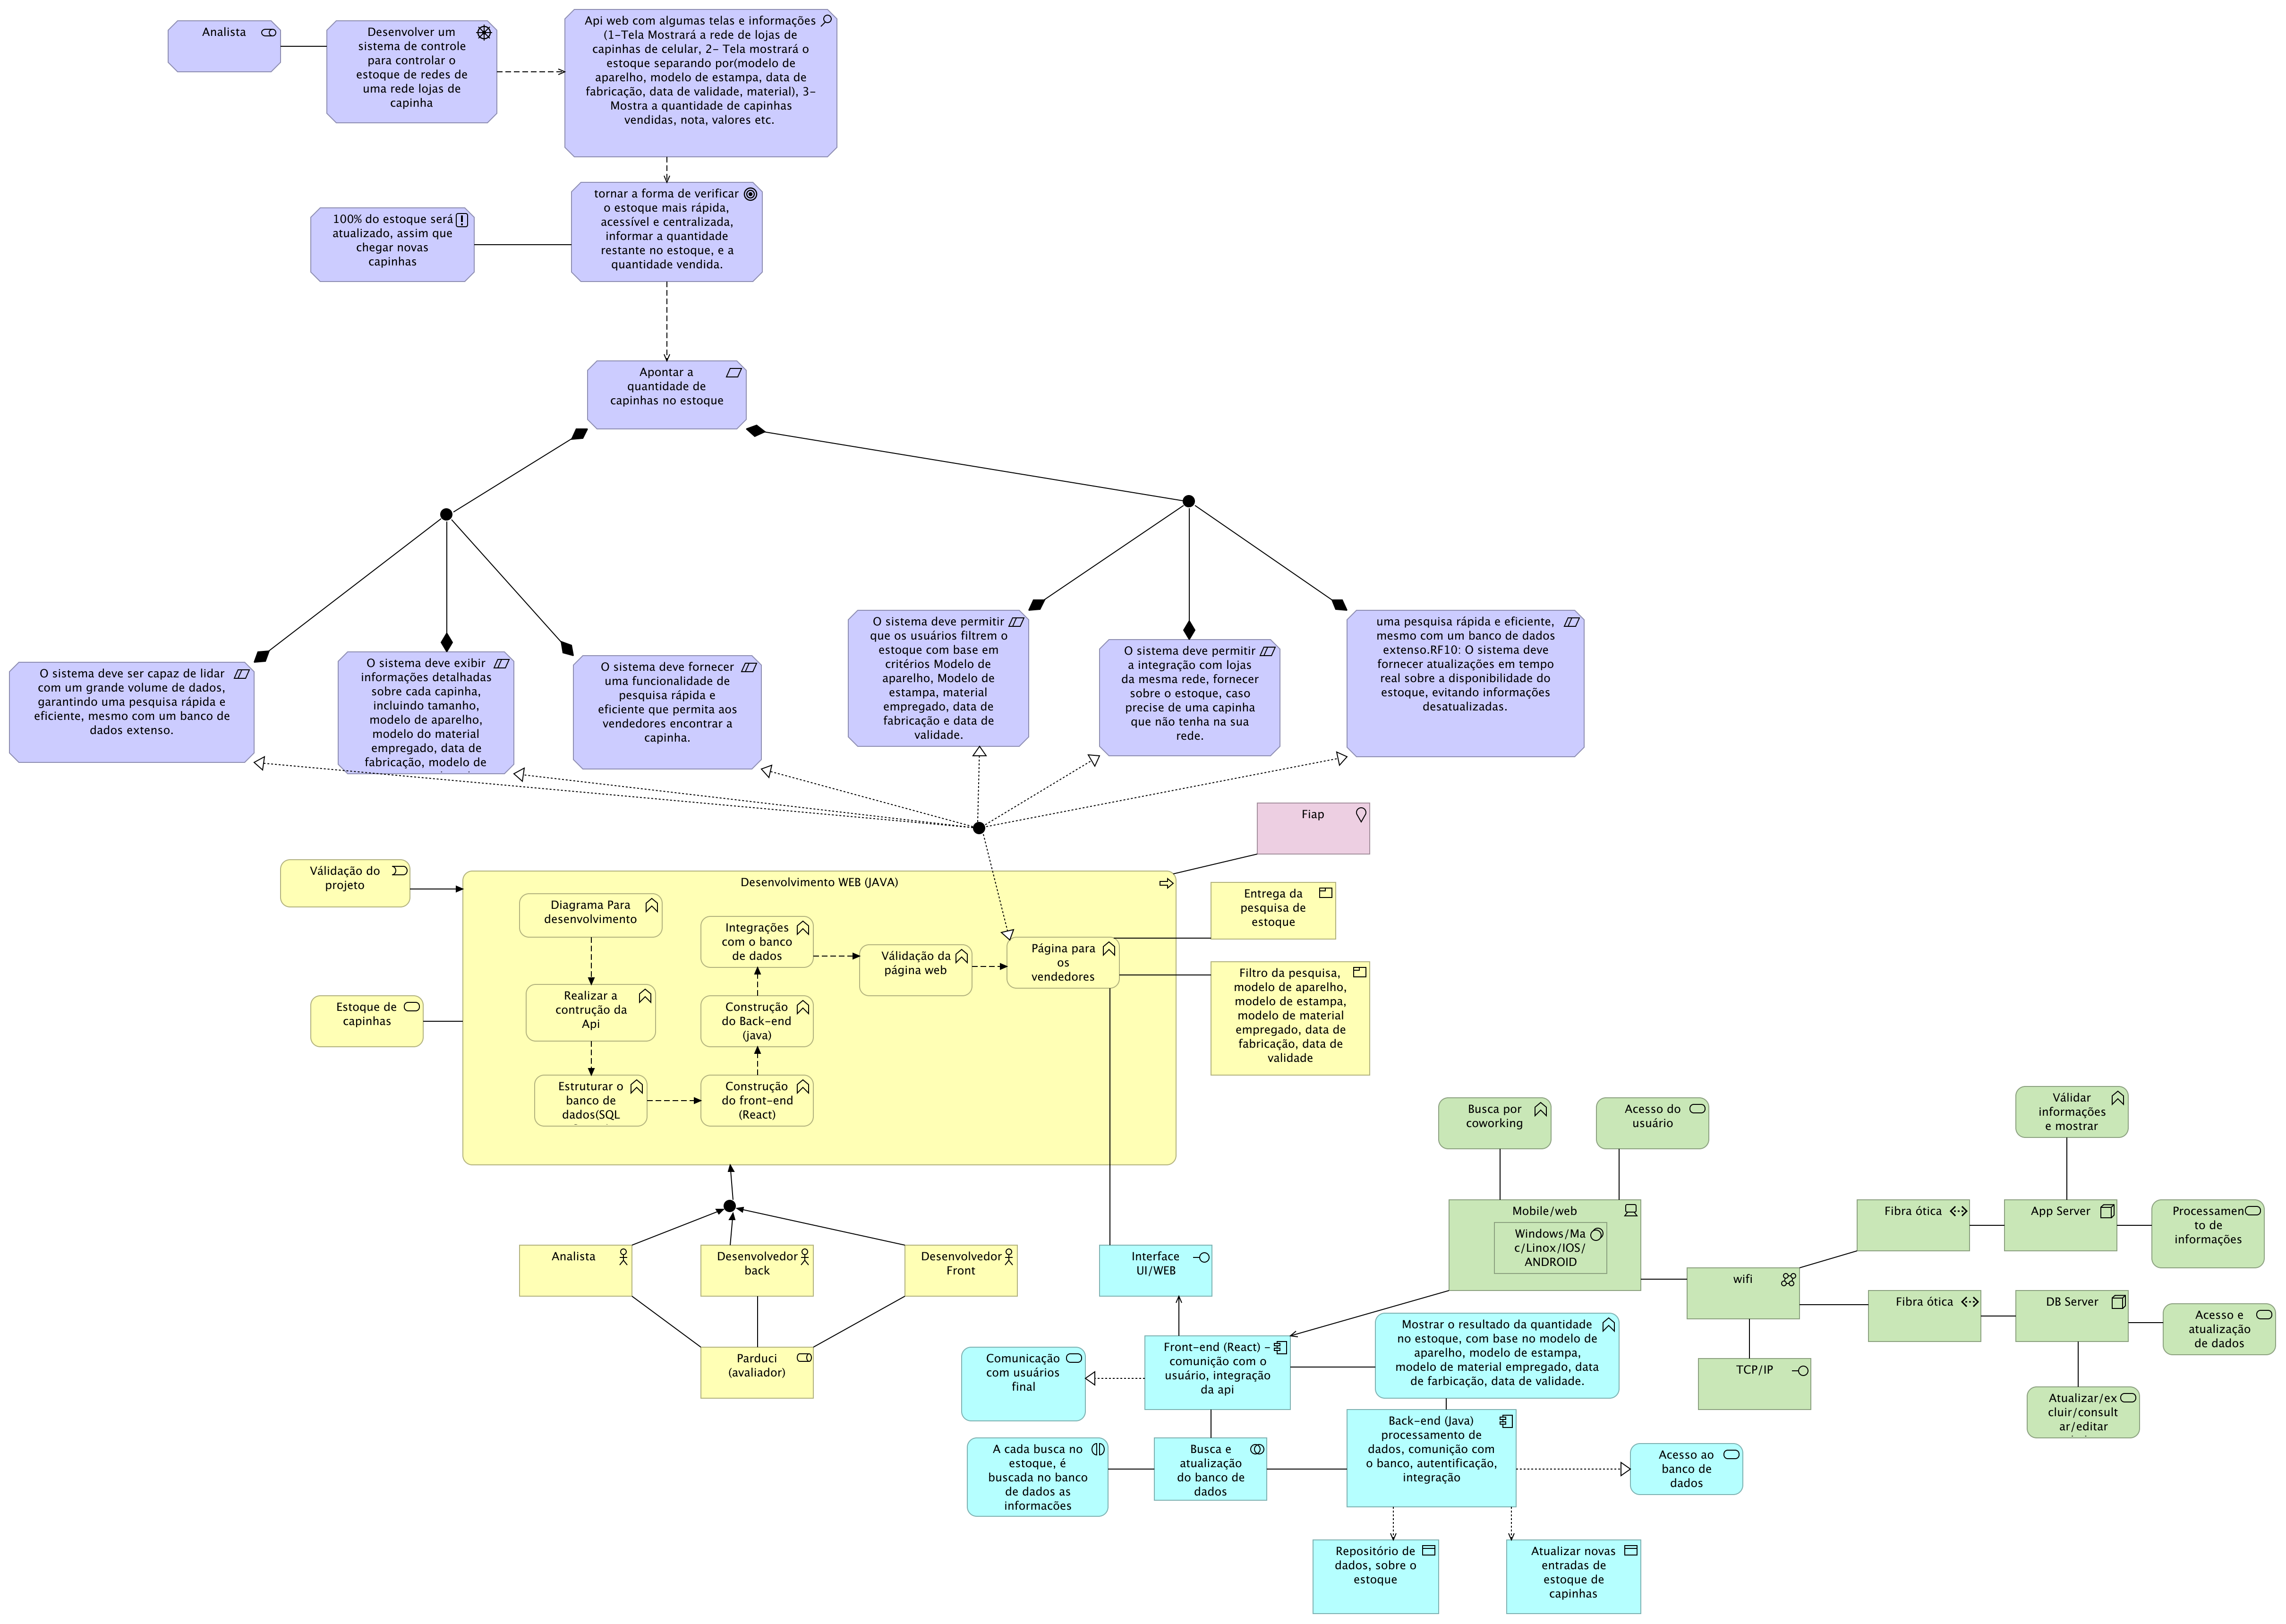 Analista
Desenvolver um
sistema de controle
para controlar o
estoque de redes de
uma rede lojas de
capinha
Api web com algumas telas e informações
(1-Tela Mostrará a rede de lojas de
capinhas de celular, 2- Tela mostrará o
estoque separando por(modelo de
aparelho, modelo de estampa, data de
fabricação, data de validade, material), 3-
Mostra a quantidade de capinhas
vendidas, nota, valores etc.
100% do estoque será
atualizado, assim que
chegar novas
capinhas
tornar a forma de verificar
o estoque mais rápida,
acessível e centralizada,
informar a quantidade
restante no estoque, e a
quantidade vendida.
Apontar a
quantidade de
capinhas no estoque
O sistema deve ser capaz de lidar
com um grande volume de dados,
garantindo uma pesquisa rápida e
eficiente, mesmo com um banco de
dados extenso.
O sistema deve exibir
informações detalhadas
sobre cada capinha,
incluindo tamanho,
modelo de aparelho,
modelo do material
empregado, data de
fabricação, modelo de
O sistema deve fornecer
uma funcionalidade de
pesquisa rápida e
eficiente que permita aos
vendedores encontrar a
capinha.
O sistema deve permitir
que os usuários filtrem o
estoque com base em
critérios Modelo de
aparelho, Modelo de
estampa, material
empregado, data de
fabricação e data de
validade.
O sistema deve permitir
a integração com lojas
da mesma rede, fornecer
sobre o estoque, caso
precise de uma capinha
que não tenha na sua
rede.
uma pesquisa rápida e eficiente,
mesmo com um banco de dados
extenso.RF10: O sistema deve
fornecer atualizações em tempo
real sobre a disponibilidade do
estoque, evitando informações
desatualizadas.
Fiap
Válidação do
projeto
Estoque de
capinhas
Desenvolvimento WEB (JAVA)
Diagrama Para
desenvolvimento
Realizar a
contrução da
Api
Estruturar o
banco de
dados(SQL
Integrações
com o banco
de dados
Construção
do Back-end
(java)
Construção
do front-end
(React)
Válidação da
página web
Página para
os
vendedores
Entrega da
pesquisa de
estoque
Filtro da pesquisa,
modelo de aparelho,
modelo de estampa,
modelo de material
empregado, data de
fabricação, data de
validade
Analista
Desenvolvedor
back
Desenvolvedor
Front
Parduci
(avaliador)
Interface
UI/WEB
Front-end (React) -
comunição com o
usuário, integração
da api
Comunicação
com usuários
final
A cada busca no
estoque, é
buscada no banco
de dados as
informacões
Busca e
atualização
do banco de
dados
Mostrar o resultado da quantidade
no estoque, com base no modelo de
aparelho, modelo de estampa,
modelo de material empregado, data
de farbicação, data de validade.
Back-end (Java)
processamento de
dados, comunição com
o banco, autentificação,
integração
Acesso ao
banco de
dados
Repositório de
dados, sobre o
estoque
Atualizar novas
entradas de
estoque de
capinhas
Busca por
coworking
Acesso do
usuário
Mobile/web
Windows/Ma
c/Linox/IOS/
ANDROID
wifi
TCP/IP
Fibra ótica
Fibra ótica
Válidar
informações
e mostrar
App Server
Processamen
to de
informações
DB Server
Acesso e
atualização
de dados
Atualizar/ex
cluir/consult
ar/editar